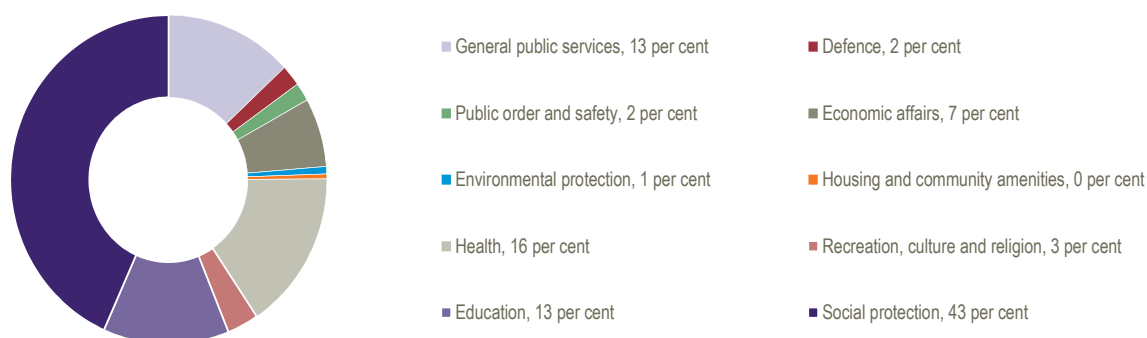 General public services, 13 per cent
Defence, 2 per cent
Public order and safety, 2 per cent
Economic affairs, 7 per cent
Environmental protection, 1 per cent
Housing and community amenities, 0 per cent
Health, 16 per cent
Recreation, culture and religion, 3 per cent
Education, 13 per cent
Social protection, 43 per cent